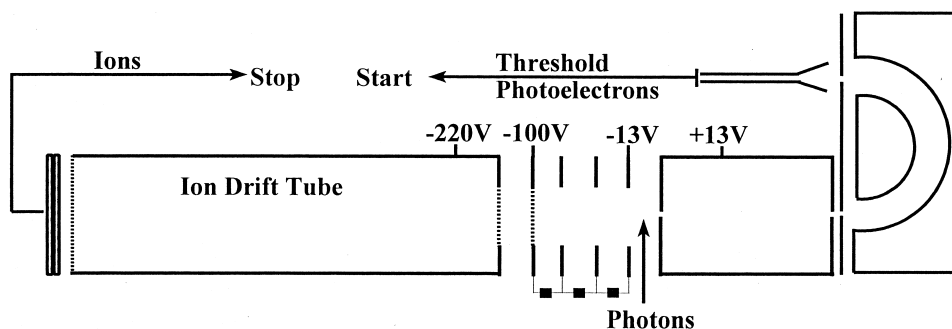 Ions
Stop
Start
Threshold
Photoelectrons
-220V
-100V
-13V
+13V
Ion Drift Tube
Photons